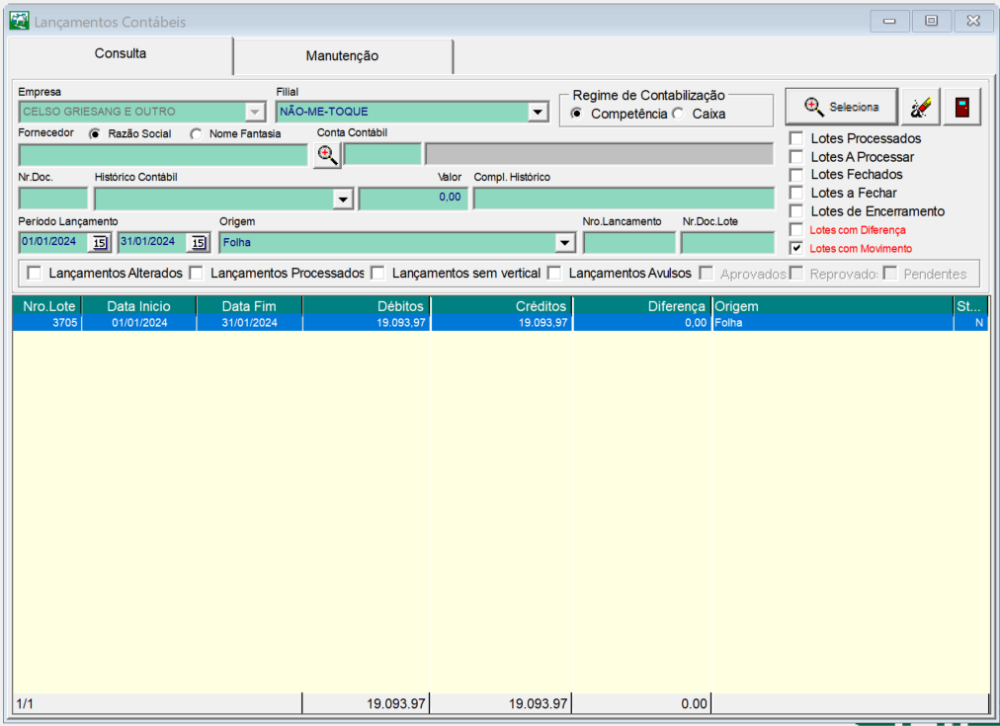 Lançamentos Contábeis
Consulta
Manutenção
Empresa
Filial
CELSO GRIESANG E OUTRO
NÃO-ME-TOQUE
Regime de Contabilização
Competência
Caixa
Seleciona
Fornecedor
Razão Social
Nome Fantasia
Conta Contábil
Lotes Processados
Lotes A Processar
Lotes Fechados
Lotes a Fechar
Lotes de Encerramento
Lotes com Diferença
Lotes com Movimento
Nr.Doc.
Histórico Contábil
Valor
Compl. Histórico
0,00
Período Lançamento
Origem
Nro.Lancamento
Nr.Doc.Lote
01/01/2024
15
31/01/2024
15
Folha
Lançamentos Alterados
Lançamentos Processados
Lançamentos sem vertical
Lançamentos Avulsos
Aprovados
Reprovado:
Pendentes
Nro.Lote Data Inicio Data Fim Débitos Créditos Diferença Origem St...
3705 01/01/2024 31/01/2024 19.093,97 19.093,97 0,00 Folha N
1/1 19.093.97 19.093.97 0.00